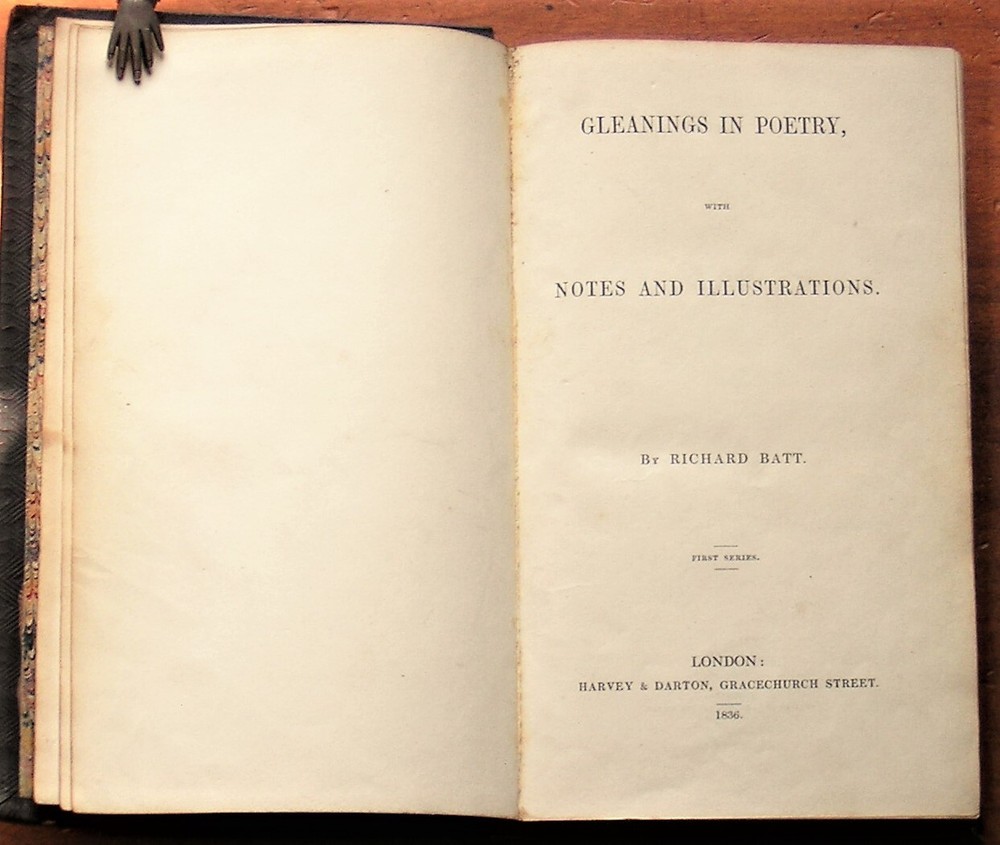 GLEANINGS IN POETRY,
WITH
NOTES AND ILLUSTRATIONS.
By RICHARD BATT.
FIRST SERIES.
LONDON:
HARVEY & DARTON, GRACECHURCH STREET.
1836.